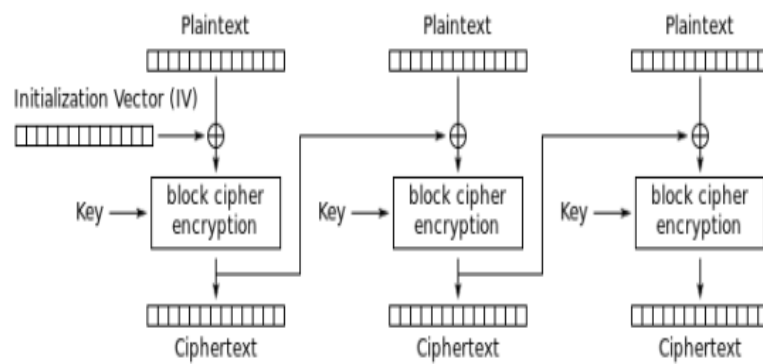 Plaintext Plaintext Plaintext
Initialization Vector (IV)
Key block cipher encryption Key block cipher encryption Key block cipher encryption
Ciphertext Ciphertext Ciphertext